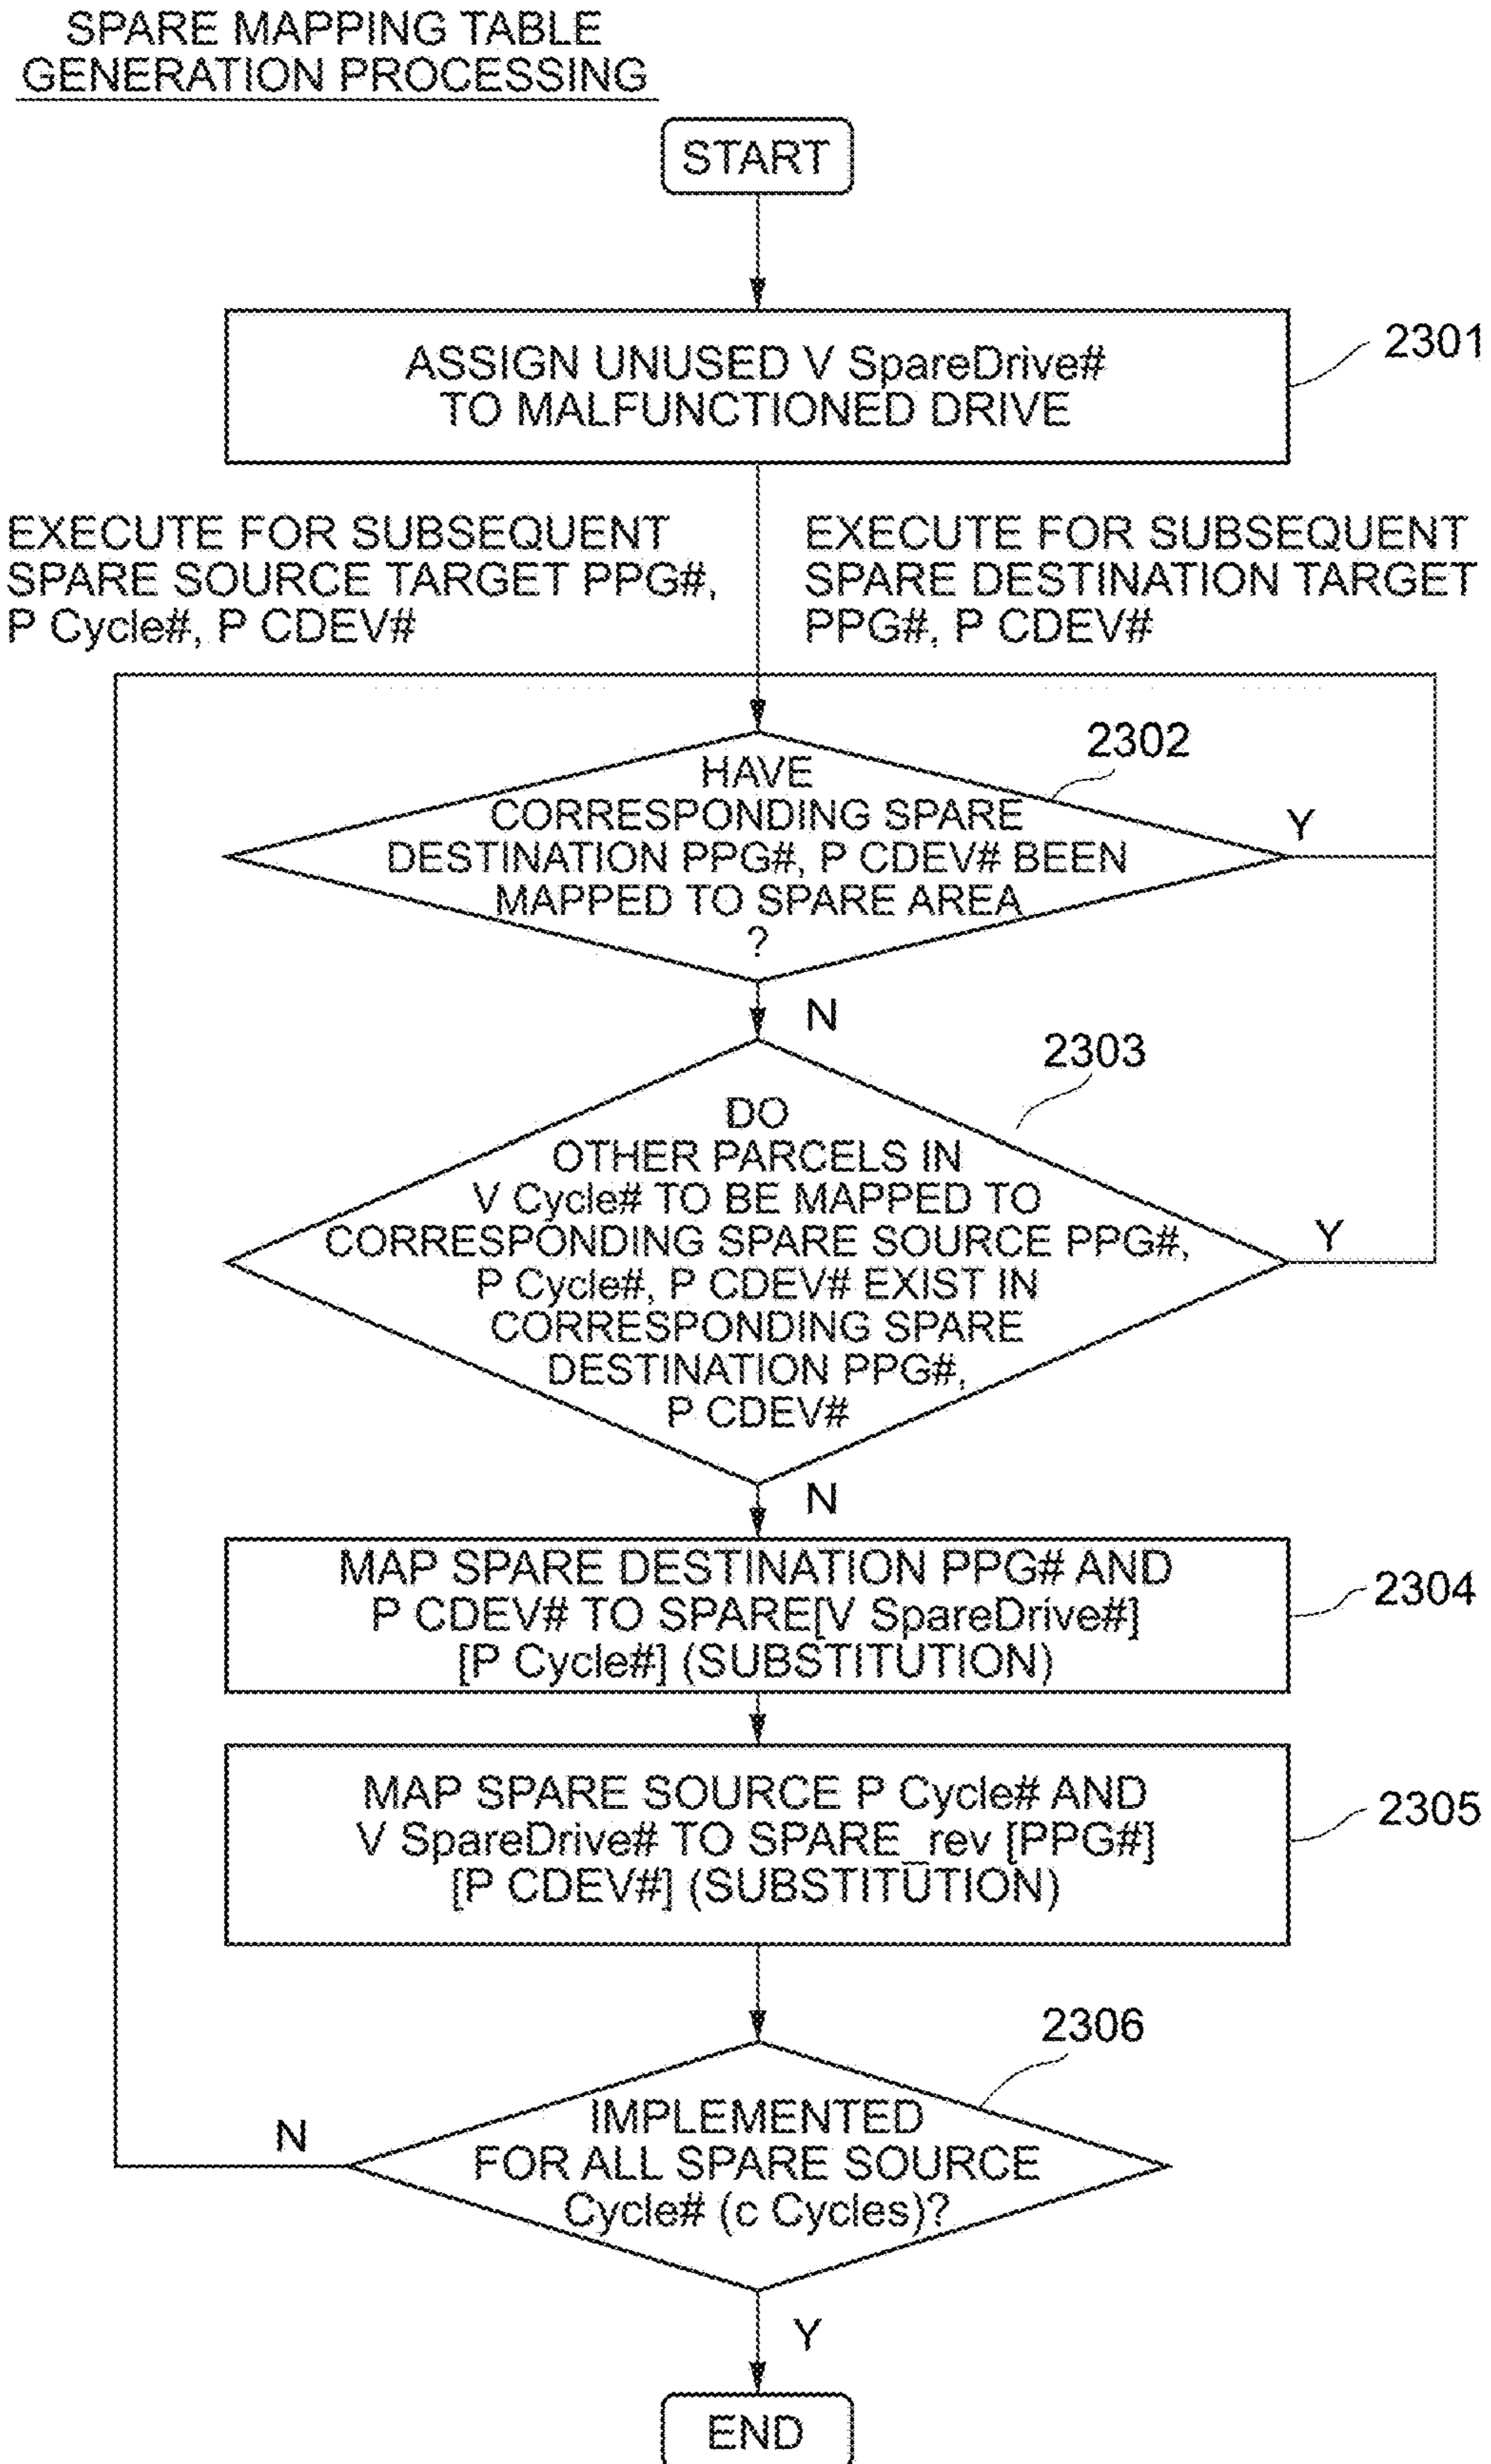 SPARE MAPPING TABLE
GENERATION PROCESSING
START
ASSIGN UNUSED V SpareDrive#
TO MALFUNCTIONED DRIVE
2301
EXECUTE FOR SUBSEQUENT
SPARE SOURCE TARGET PPG#,
P Cycle#, P CDEV#
EXECUTE FOR SUBSEQUENT
SPARE DESTINATION TARGET
PPG#, P CDEV#
2302
HAVE
CORRESPONDING SPARE
DESTINATION PPG#, P CDEV# BEEN
MAPPED TO SPARE AREA
?
Y
N
2303
DO
OTHER PARCELS IN
V Cycle# TO BE MAPPED TO
CORRESPONDING SPARE SOURCE PPG#,
P Cycle#, P CDEV# EXIST IN
CORRESPONDING SPARE
DESTINATION PPG#,
P CDEV#
Y
N
MAP SPARE DESTINATION PPG# AND
P CDEV# TO SPARE[V SpareDrive#]
[P Cycle#] (SUBSTITUTION)
2304
MAP SPARE SOURCE P Cycle# AND
V SpareDrive# TO SPARE_rev [PPG#]
[P CDEV#] (SUBSTITUTION)
2305
2306
IMPLEMENTED
FOR ALL SPARE SOURCE
Cycle# (c Cycles)?
N
Y
END